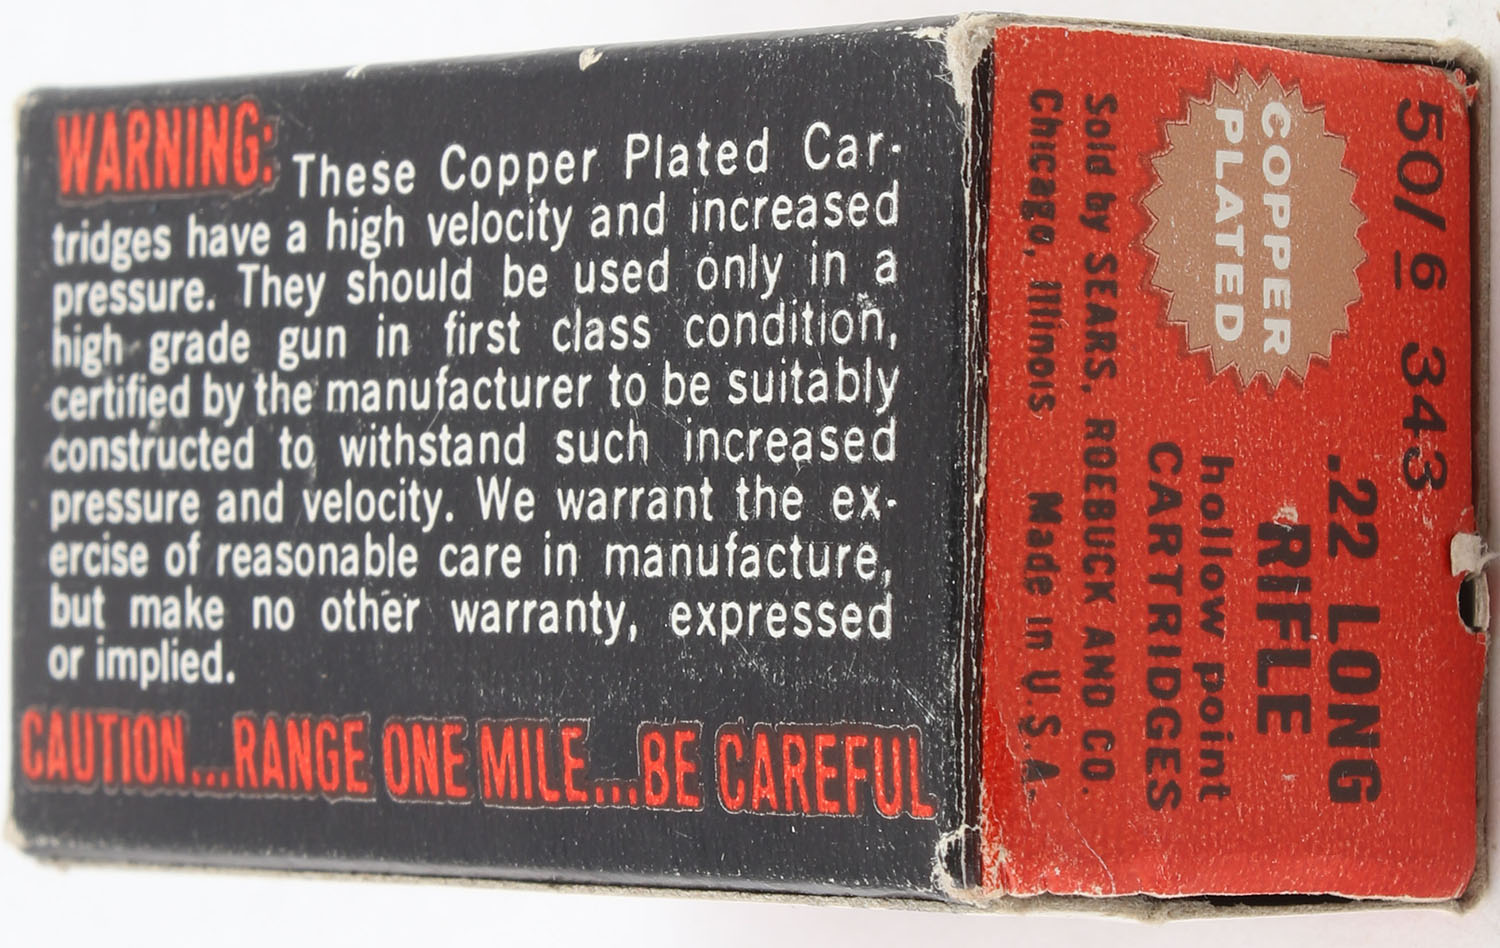 WARNING: These Copper Plated Car-
tridges have a high velocity and increased
pressure. They should be used only in a
high grade gun in first class condition,
certified by the manufacturer to be suitably
constructed to withstand such increased
pressure and velocity. We warrant the ex-
ercise of reasonable care in manufacture,
but make no other warranty, expressed
or implied.
CAUTION...RANGE ONE MILE...BE CAREFUL
50/6 343
COPPER
PLATED
.22 LONG
RIFLE
hollow point
CARTRIDGES
Sold by SEARS, ROEBUCK AND CO.
Chicago, Illinois Made in U.S.A.